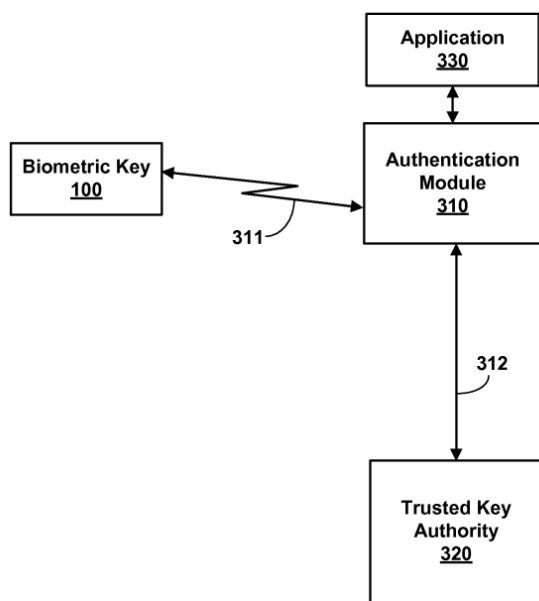 Application
330
Biometric Key
100
Authentication
Module
310
311
312
Trusted Key
Authority
320